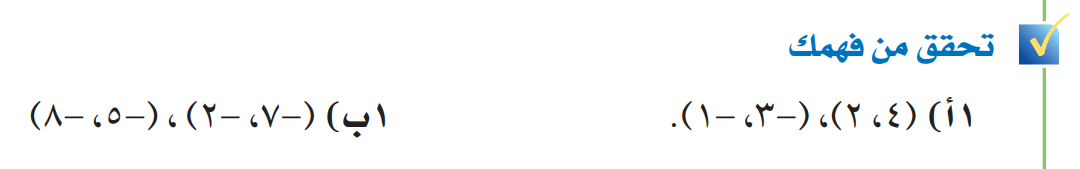 تحقق من فهمك
١أ) (٤، ٢)، (–٣، –١).
١ب) (–٧، –٢)، (–٥، –٨)